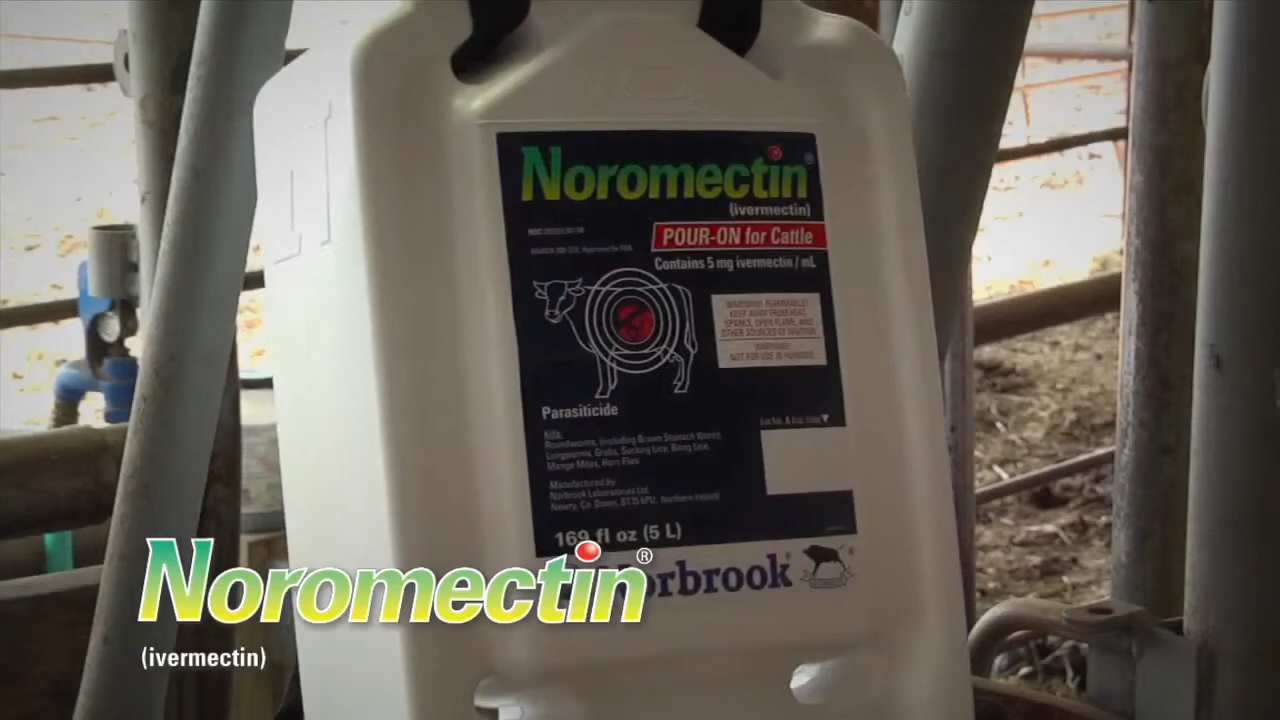 Noromectin®
(ivermectin)
POUR-ON for Cattle
Contains 5 mg ivermectin / mL
WARNING: FLAMMABLE!
KEEP AWAY FROM HEAT,
SPARKS, OPEN FLAME, AND
OTHER SOURCES OF IGNITION.
WARNING:
NOT FOR USE IN HUMANS.
Parasiticide
Kills:
Roundworms, (including Brown Stomach Worm)
Lungworms, Grubs, Sucking Lice, Biting Lice,
Mange Mites, Horn Flies
Manufactured by:
Norbrook Laboratories Ltd.
Newry, Co. Down, BT35 6PU, Northern Ireland
169 fl oz (5 L)
Norbrook®
Noromectin®
(ivermectin)